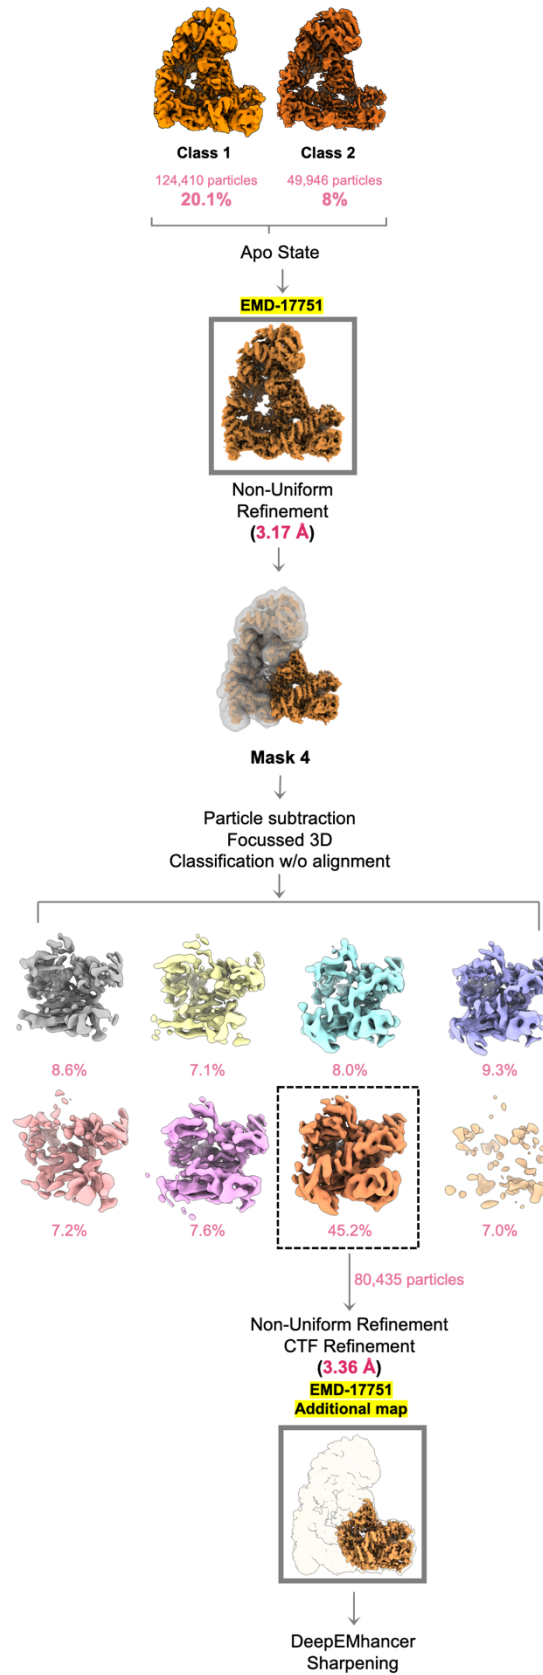 Class 1
Class 2
124,410 particles
49,946 particles
20.1%
8%
Apo State
EMD-17751
Non-Uniform
Refinement
(3.17 Å)
Mask 4
Particle subtraction
Focussed 3D
Classification w/o alignment
8.6%
7.1%
8.0%
9.3%
7.2%
7.6%
45.2%
7.0%
80,435 particles
Non-Uniform Refinement
CTF Refinement
(3.36 Å)
EMD-17751
Additional map
DeepEMhancer
Sharpening